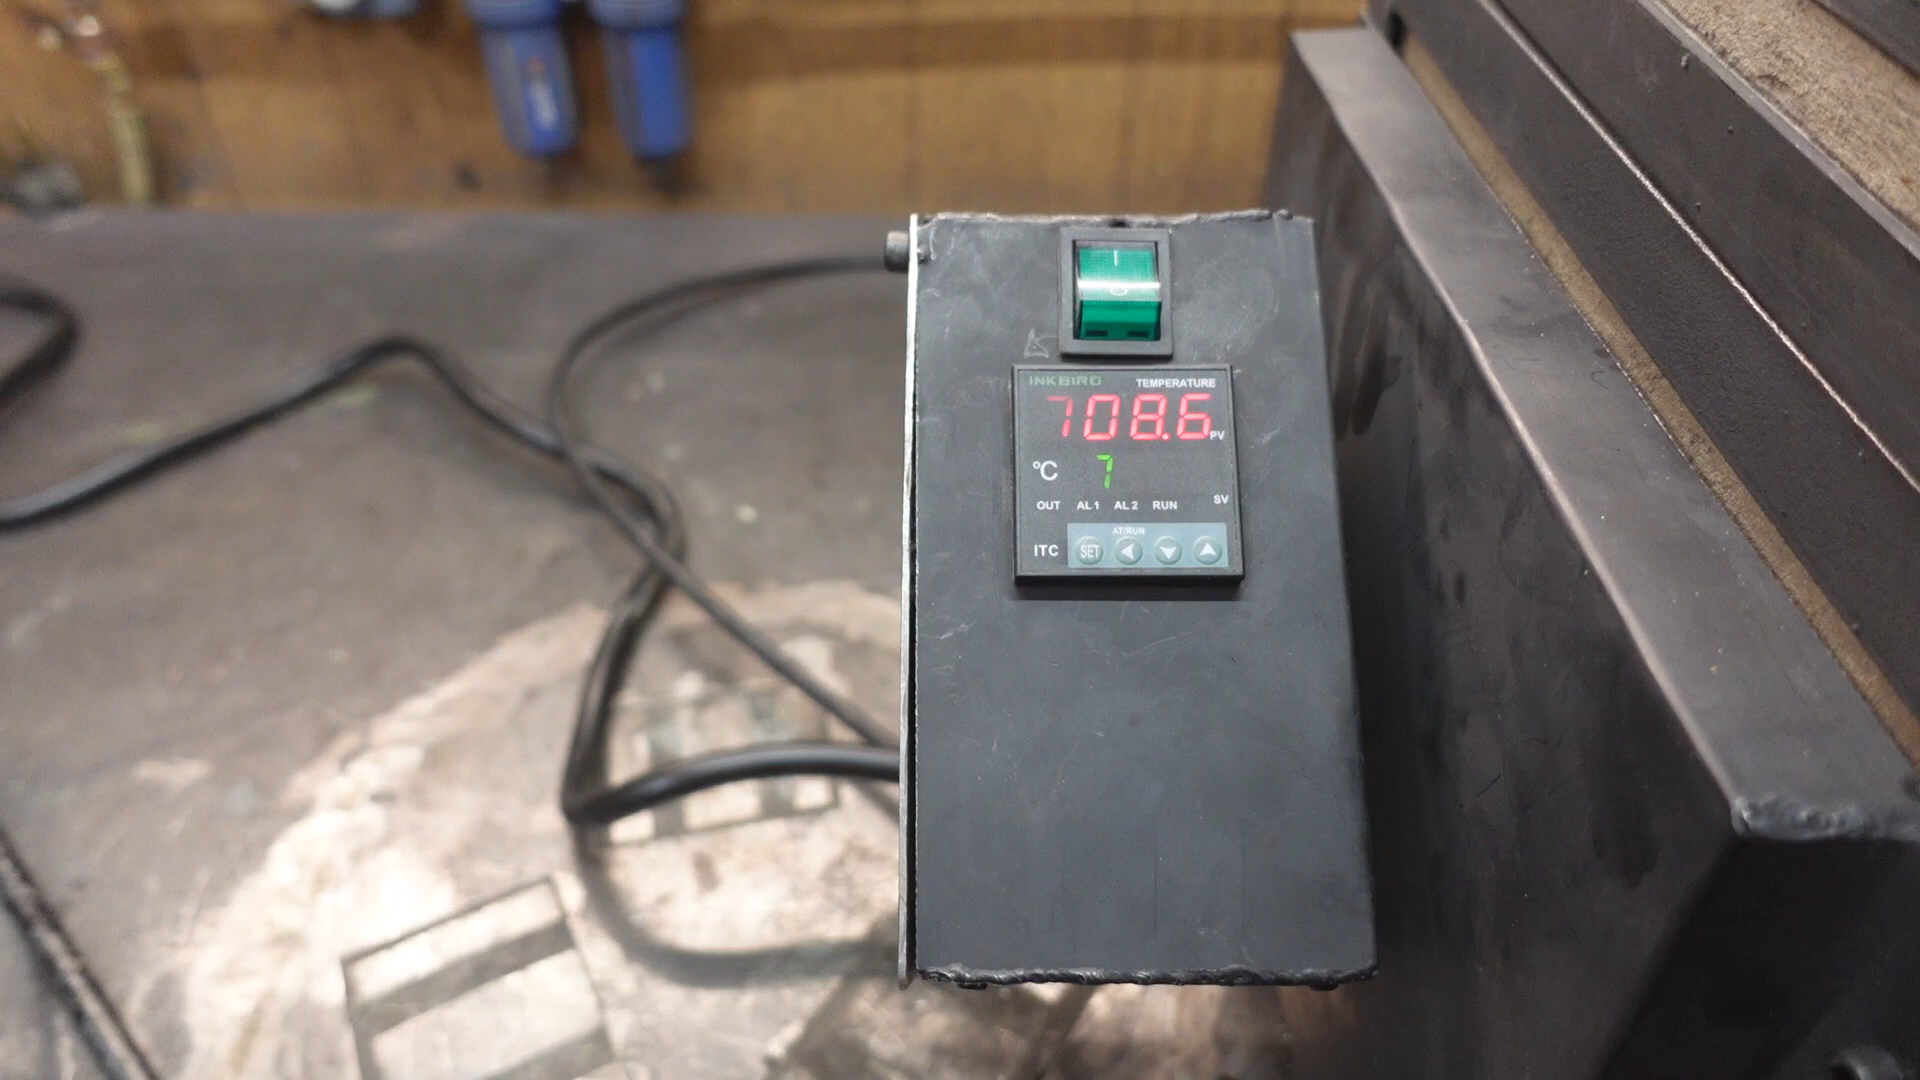 I
O
INKBIRD TEMPERATURE
708.6 PV
°C 7
SV
OUT AL1 AL2 RUN
AT/RUN
ITC SET